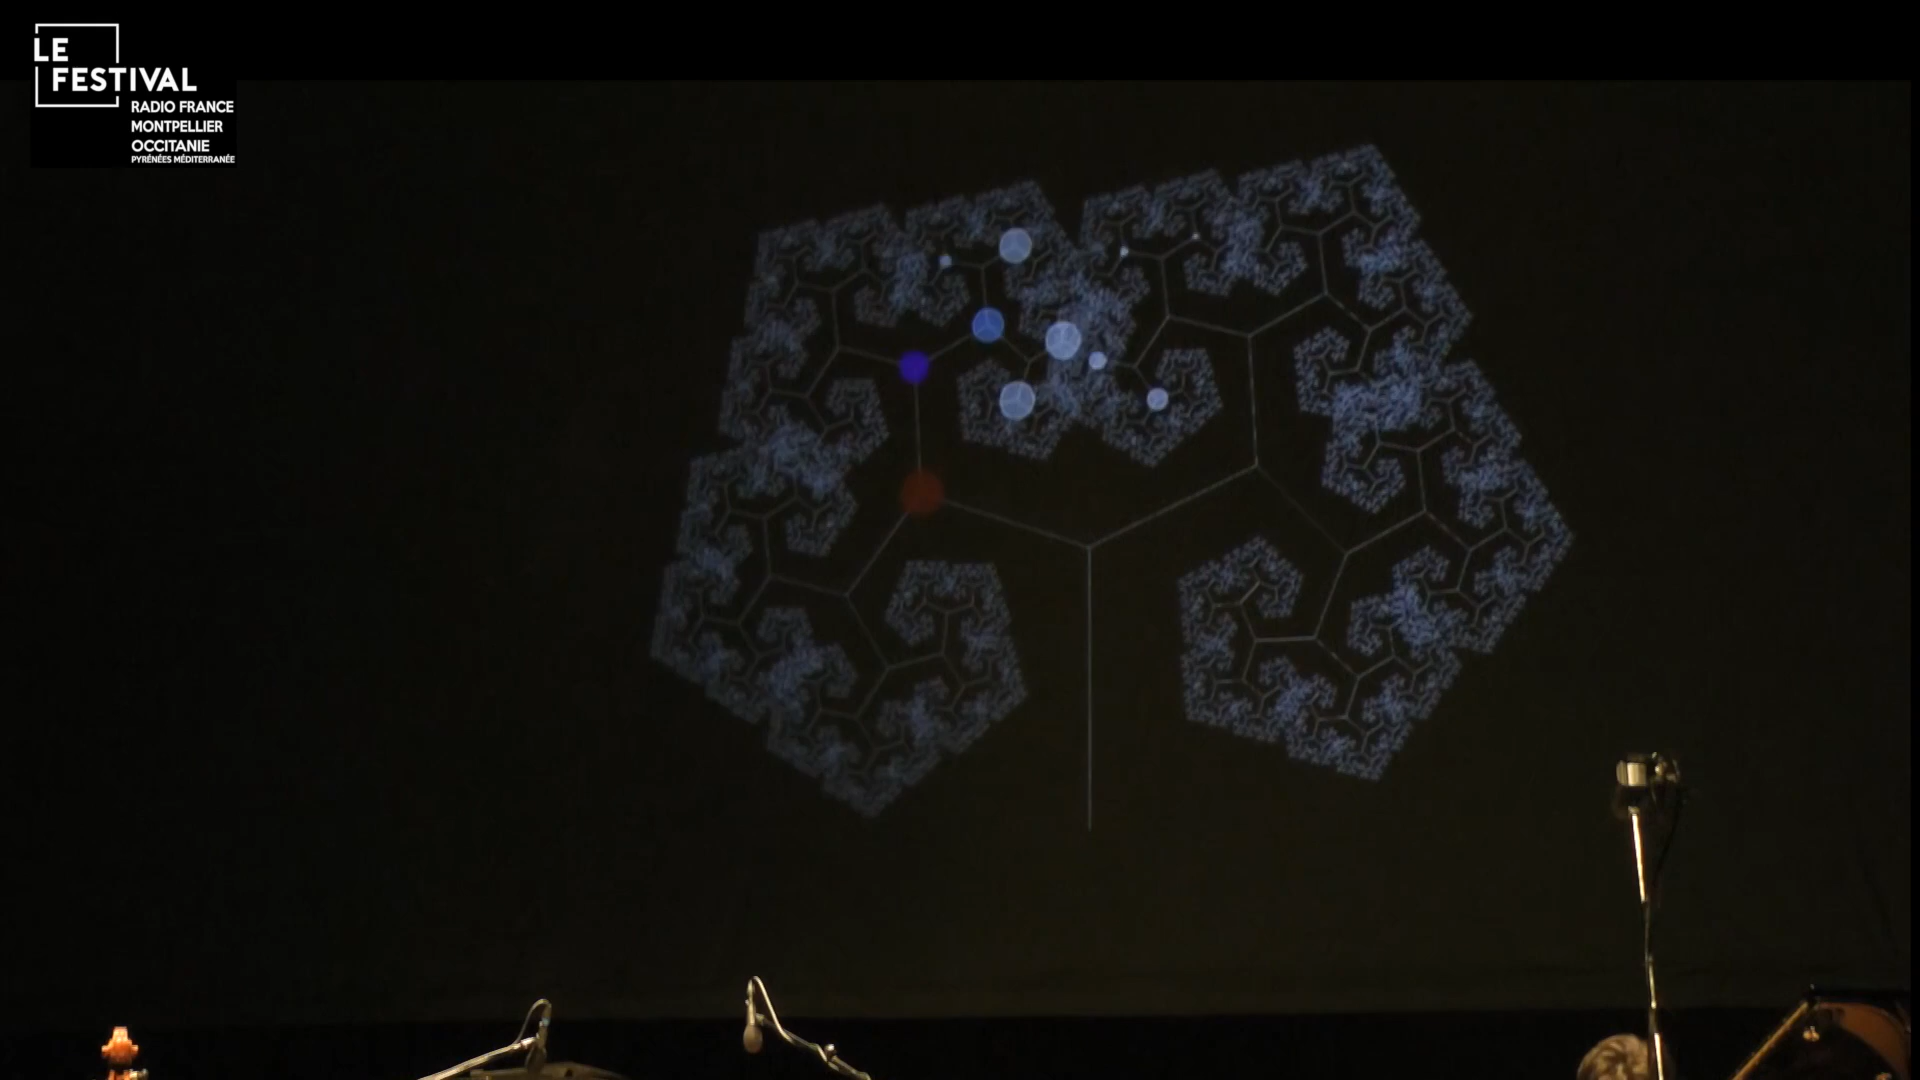 LE
FESTIVAL
RADIO FRANCE
MONTPELLIER
OCCITANIE
PYRÉNÉES MÉDITERRANÉE